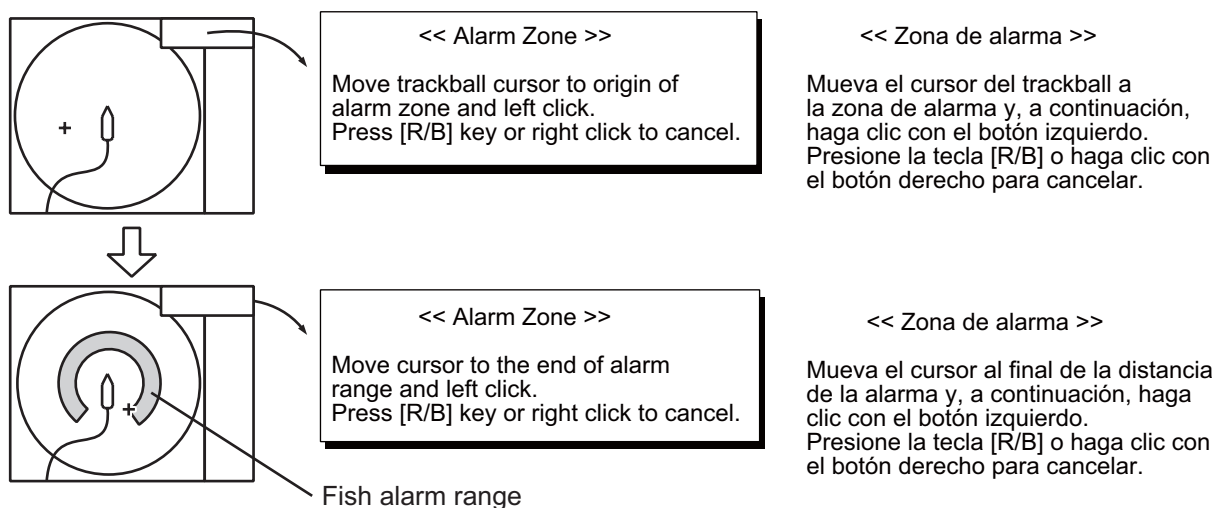 << Alarm Zone >>
Move trackball cursor to origin of
alarm zone and left click.
Press [R/B] key or right click to cancel.
<< Zona de alarma >>
Mueva el cursor del trackball a
la zona de alarma y, a continuación,
haga clic con el botón izquierdo.
Presione la tecla [R/B] o haga clic con
el botón derecho para cancelar.
<< Alarm Zone >>
Move cursor to the end of alarm
range and left click.
Press [R/B] key or right click to cancel.
<< Zona de alarma >>
Mueva el cursor al final de la distancia
de la alarma y, a continuación, haga
clic con el botón izquierdo.
Presione la tecla [R/B] o haga clic con
el botón derecho para cancelar.
Fish alarm range